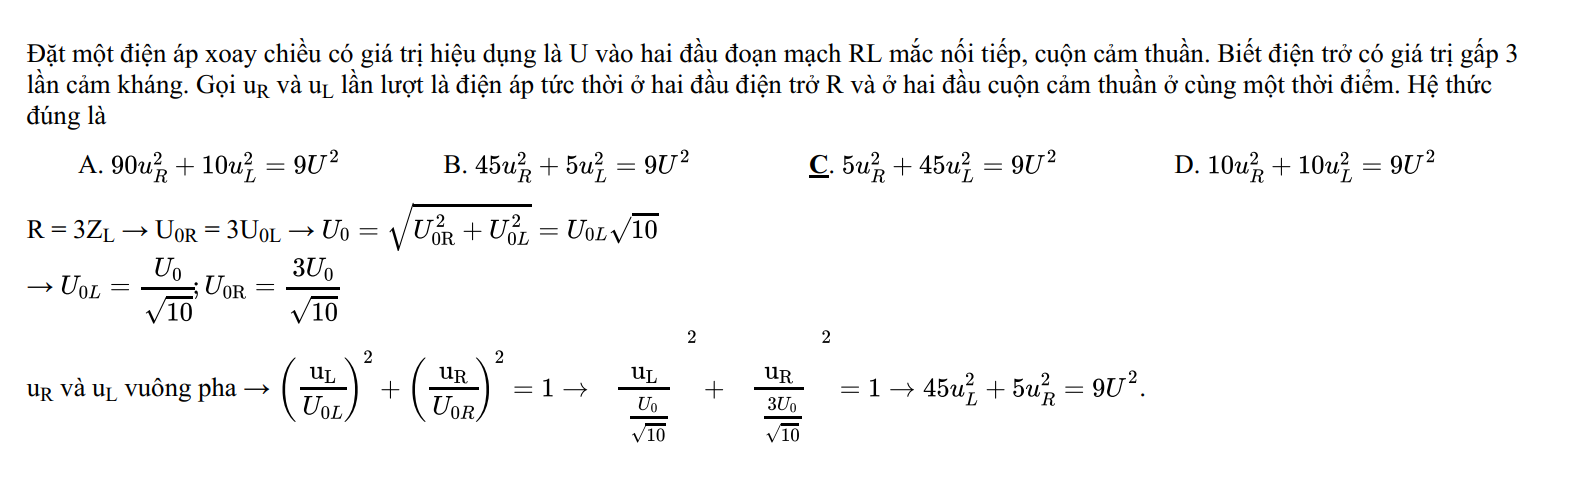 Đặt một điện áp xoay chiều có giá trị hiệu dụng là U vào hai đầu đoạn mạch RL mắc nối tiếp, cuộn cảm thuần. Biết điện trở có giá trị gấp 3
lần cảm kháng. Gọi u_R và u_L lần lượt là điện áp tức thời ở hai đầu điện trở R và ở hai đầu cuộn cảm thuần ở cùng một thời điểm. Hệ thức
đúng là
A. $90u_R^2 + 10u_L^2 = 9U^2$ B. $45u_R^2 + 5u_L^2 = 9U^2$ C. $5u_R^2 + 45u_L^2 = 9U^2$ D. $10u_R^2 + 10u_L^2 = 9U^2$
R = 3Z_L → U_{0R} = 3U_{0L} → $U_0 = \sqrt{U_{0R}^2 + U_{0L}^2} = U_{0L}\sqrt{10}$
→ $U_{0L} = \frac{U_0}{\sqrt{10}}; U_{0R} = \frac{3U_0}{\sqrt{10}}$
u_R và u_L vuông pha → $\left(\frac{u_L}{U_{0L}}\right)^2 + \left(\frac{u_R}{U_{0R}}\right)^2 = 1 → \frac{u_L}{\frac{U_0}{\sqrt{10}}}^2 + \frac{u_R}{\frac{3U_0}{\sqrt{10}}}^2 = 1 → 45u_L^2 + 5u_R^2 = 9U^2$.